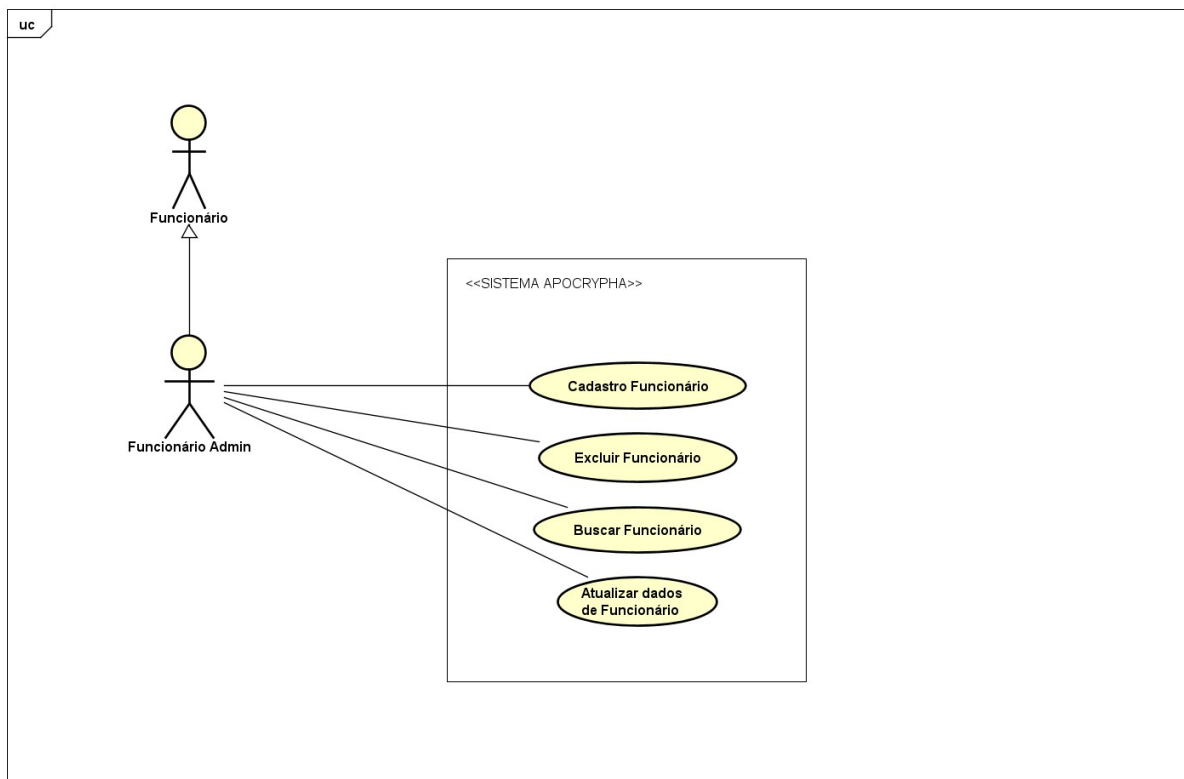 uc
Funcionário
<<SISTEMA APOCRYPHA>>
Cadastro Funcionário
Funcionário Admin
Excluir Funcionário
Buscar Funcionário
Atualizar dados
de Funcionário